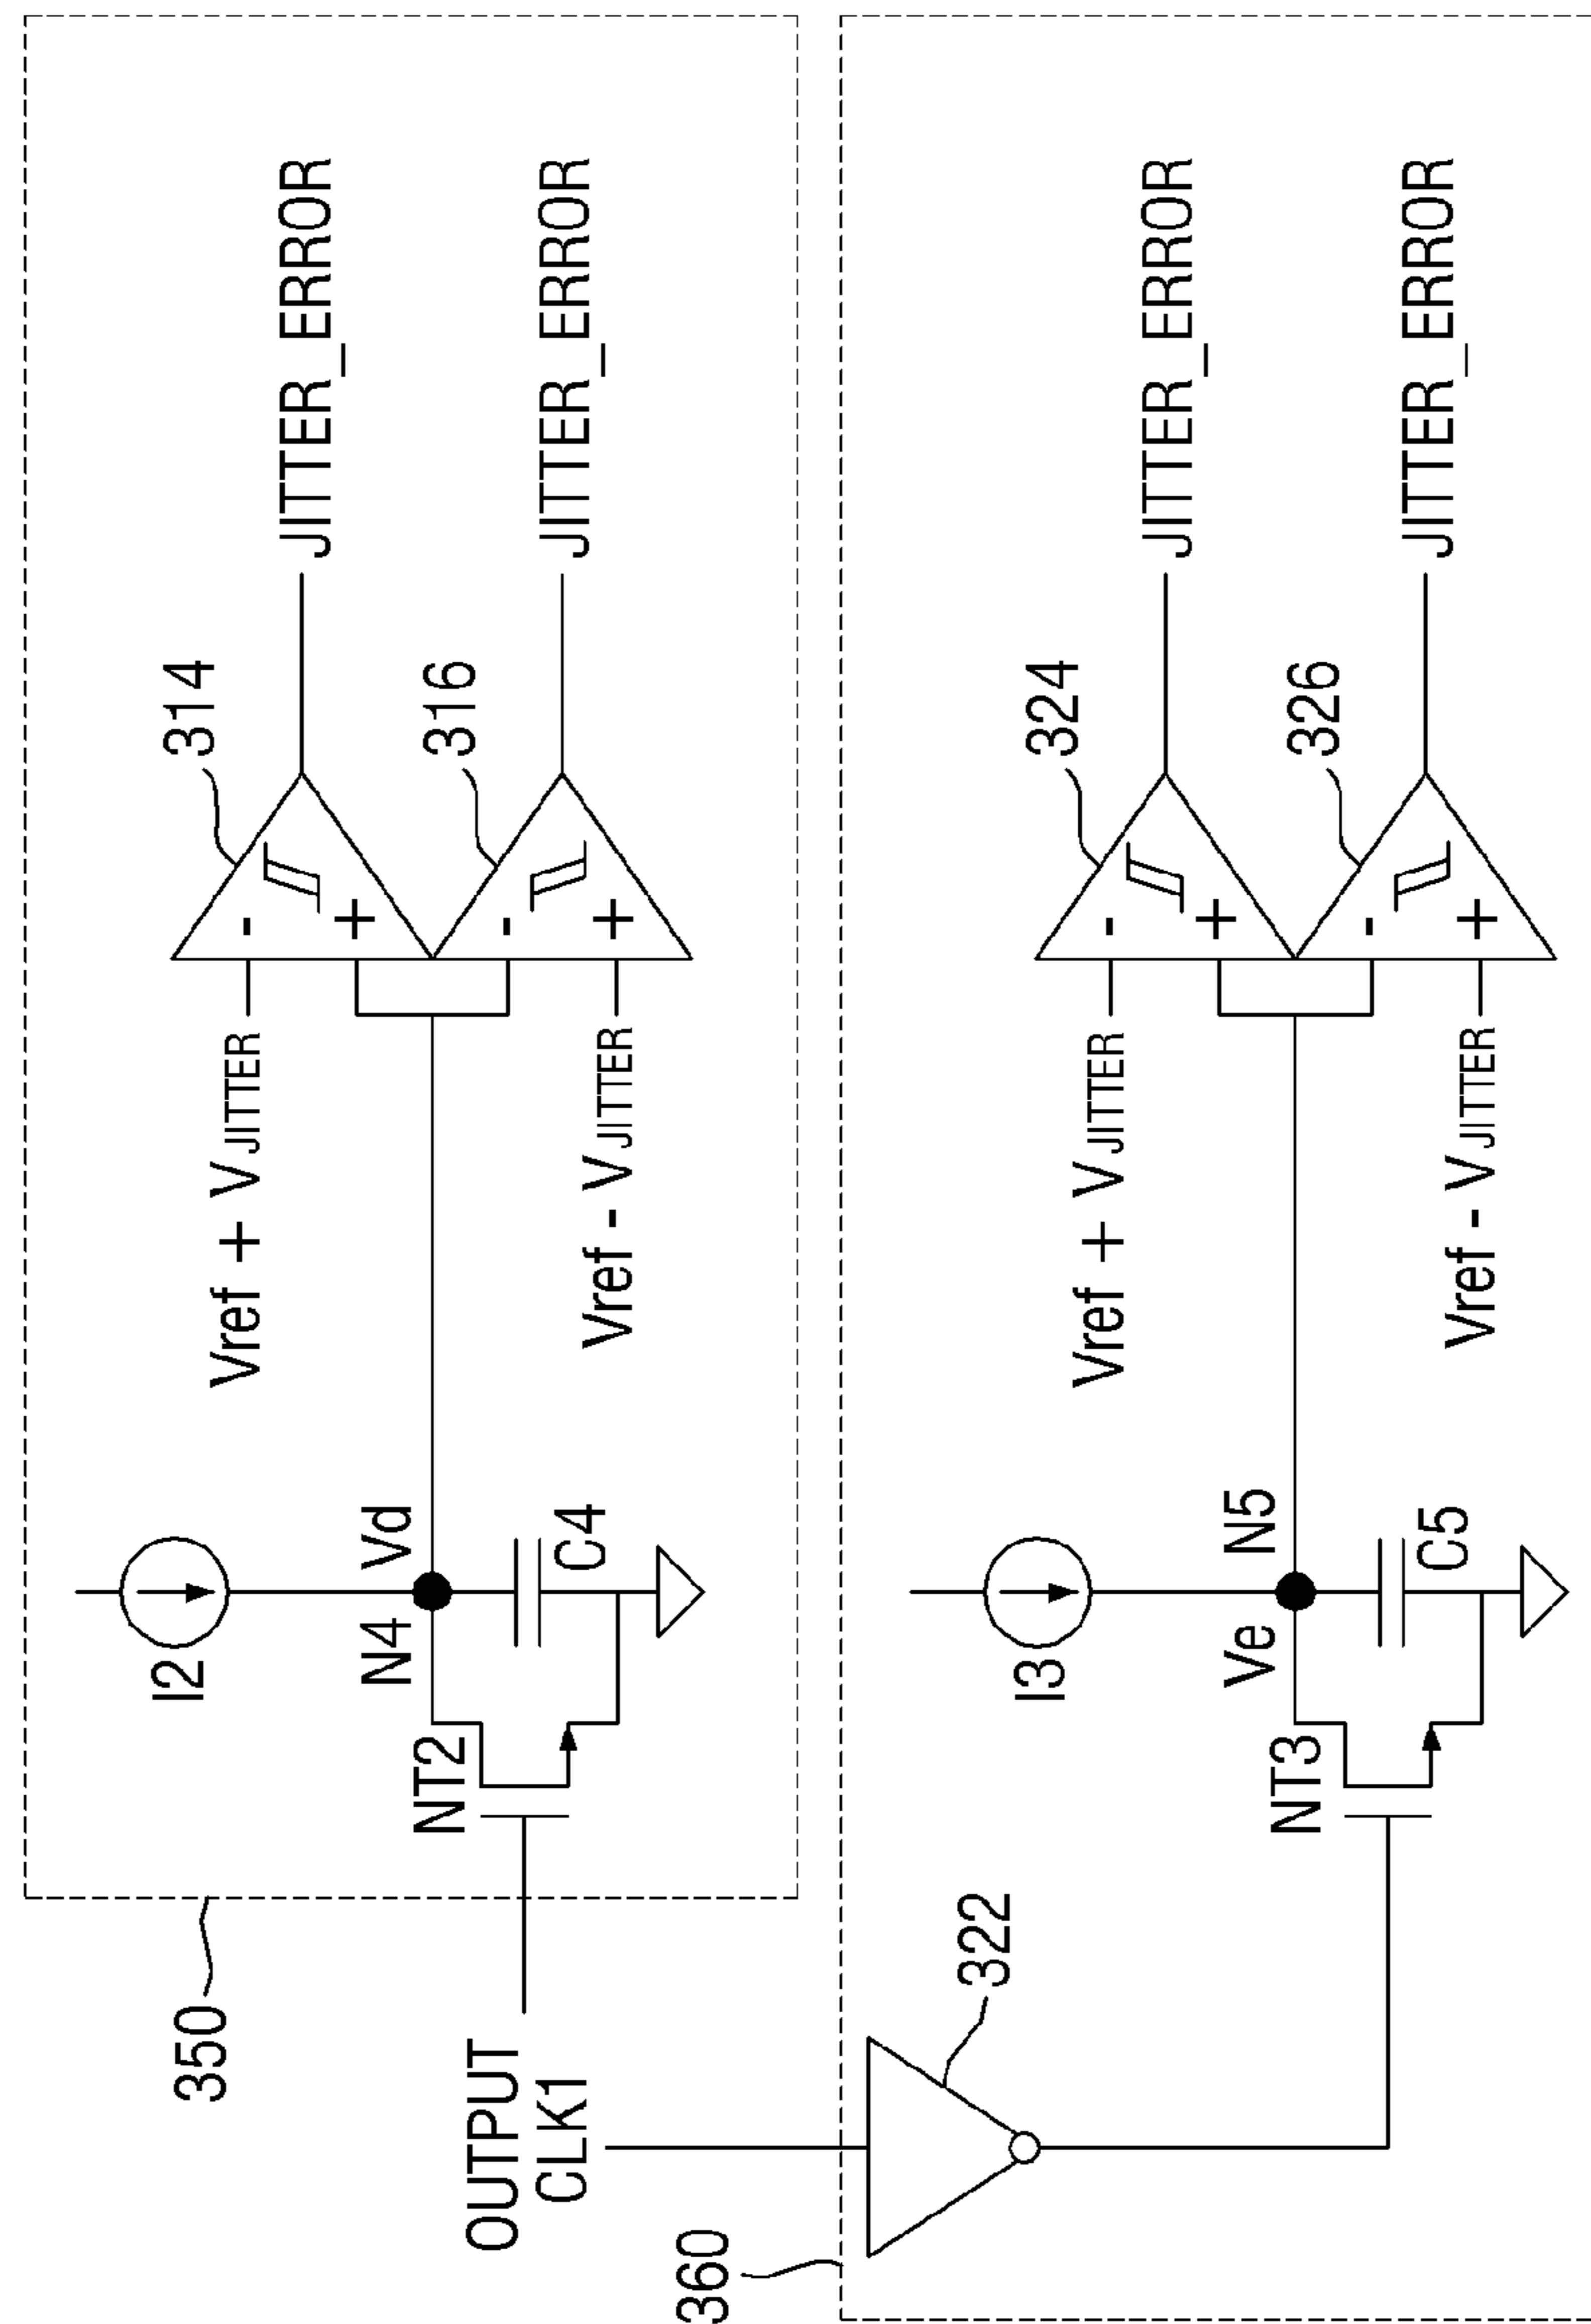 350
I2
N4
Vd
NT2
C4
OUTPUT
CLK1
Vref + VJITTER
Vref - VJITTER
-
+
-
+
314
316
JITTER_ERROR
JITTER_ERROR
360
322
I3
Ve
N5
NT3
C5
Vref + VJITTER
Vref - VJITTER
-
+
-
+
324
326
JITTER_ERROR
JITTER_ERROR